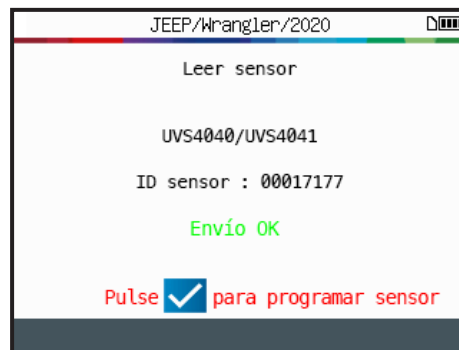 JEEP/Wrangler/2020
Leer sensor
UVS4040/UVS4041
ID sensor : 00017177
Envío OK
Pulse para programar sensor